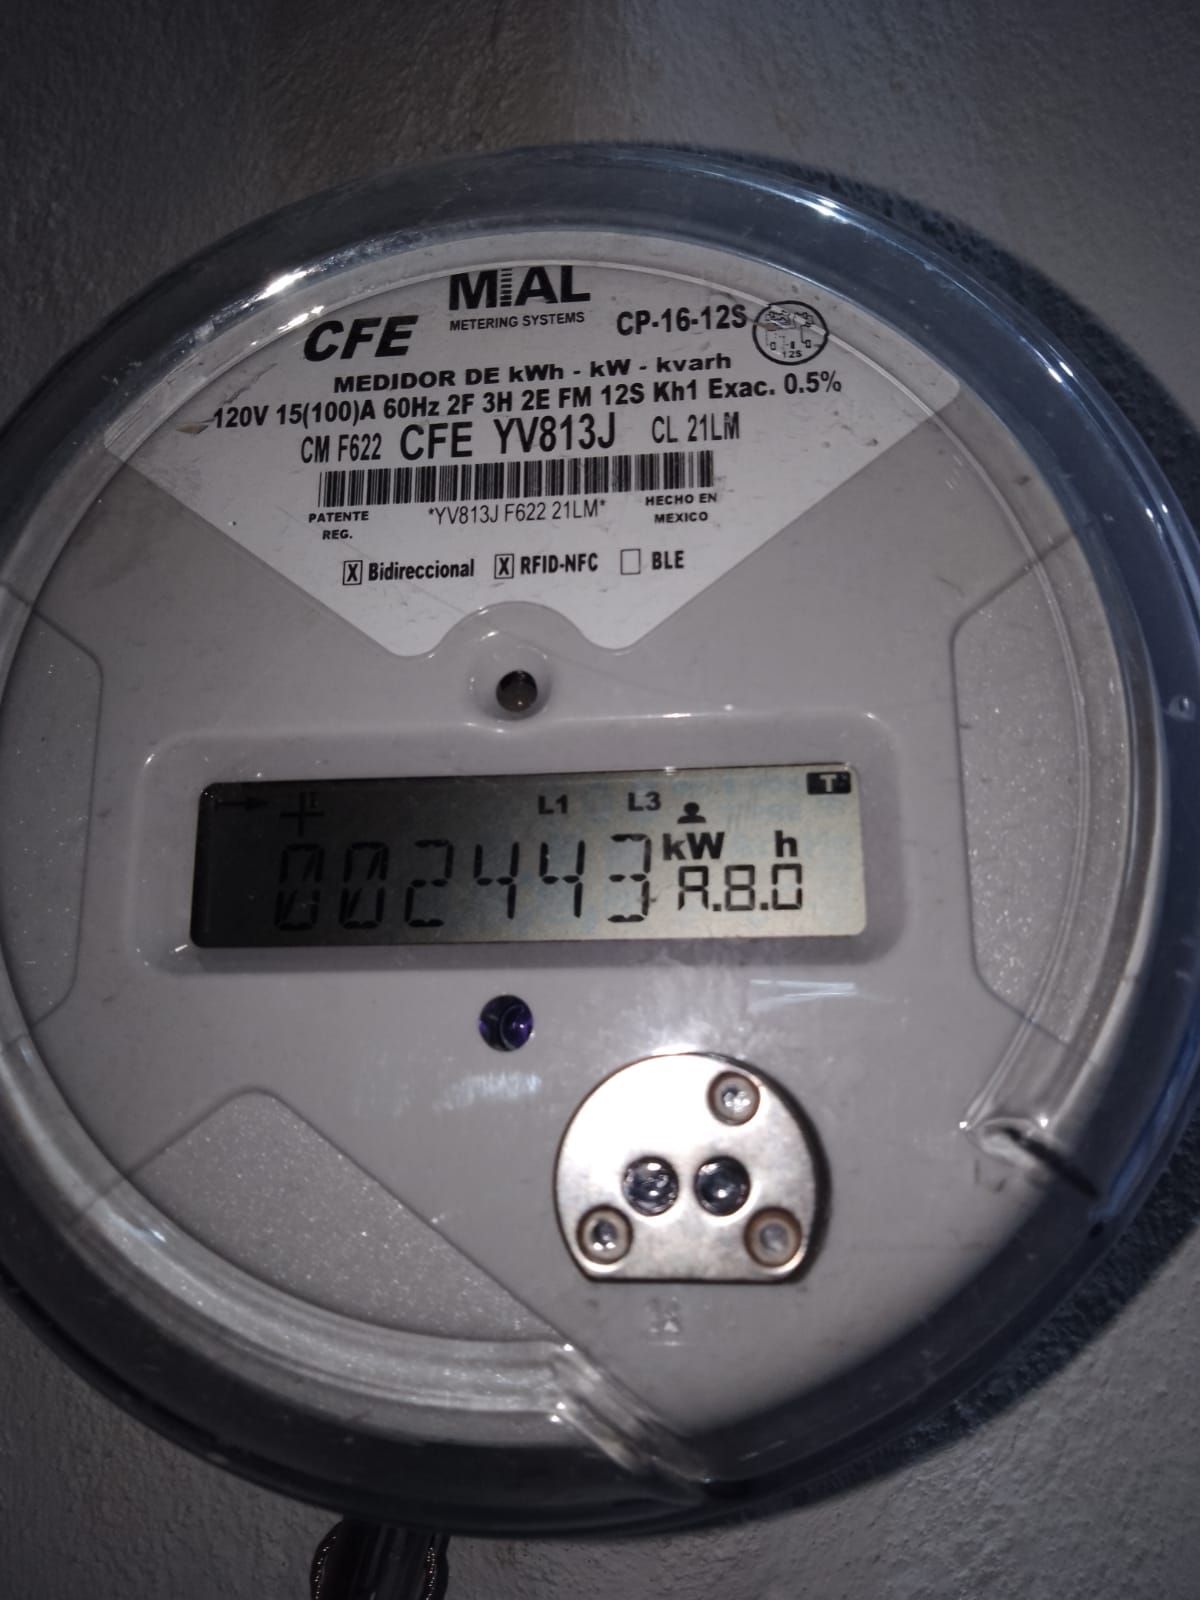 MIAL
METERING SYSTEMS
CFE
CP-16-12S
12S
MEDIDOR DE kWh - kW - kvarh
120V 15(100)A 60Hz 2F 3H 2E FM 12S Kh1 Exac. 0.5%
CM F622 CFE YV813J CL 21LM
*YV813J F622 21LM*
PATENTE
REG.
HECHO EN
MEXICO
X Bidireccional X RFID-NFC BLE
L1 L3 T
kW h
002443 A.8.0